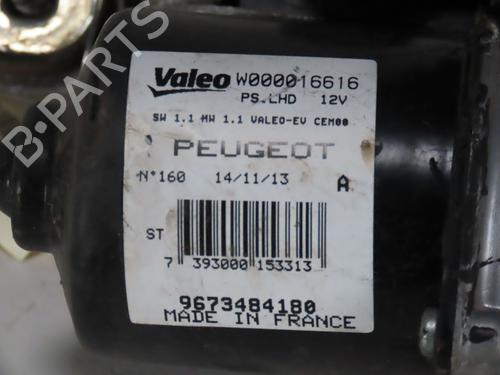 Valeo W000016616
PS.LHD 12V
SW 1.1 HW 1.1 VALEO-EV CEM00
PEUGEOT
N°160 14/11/13 A
ST
7 393000 153313
9673484180
MADE IN FRANCE
B-PARTS